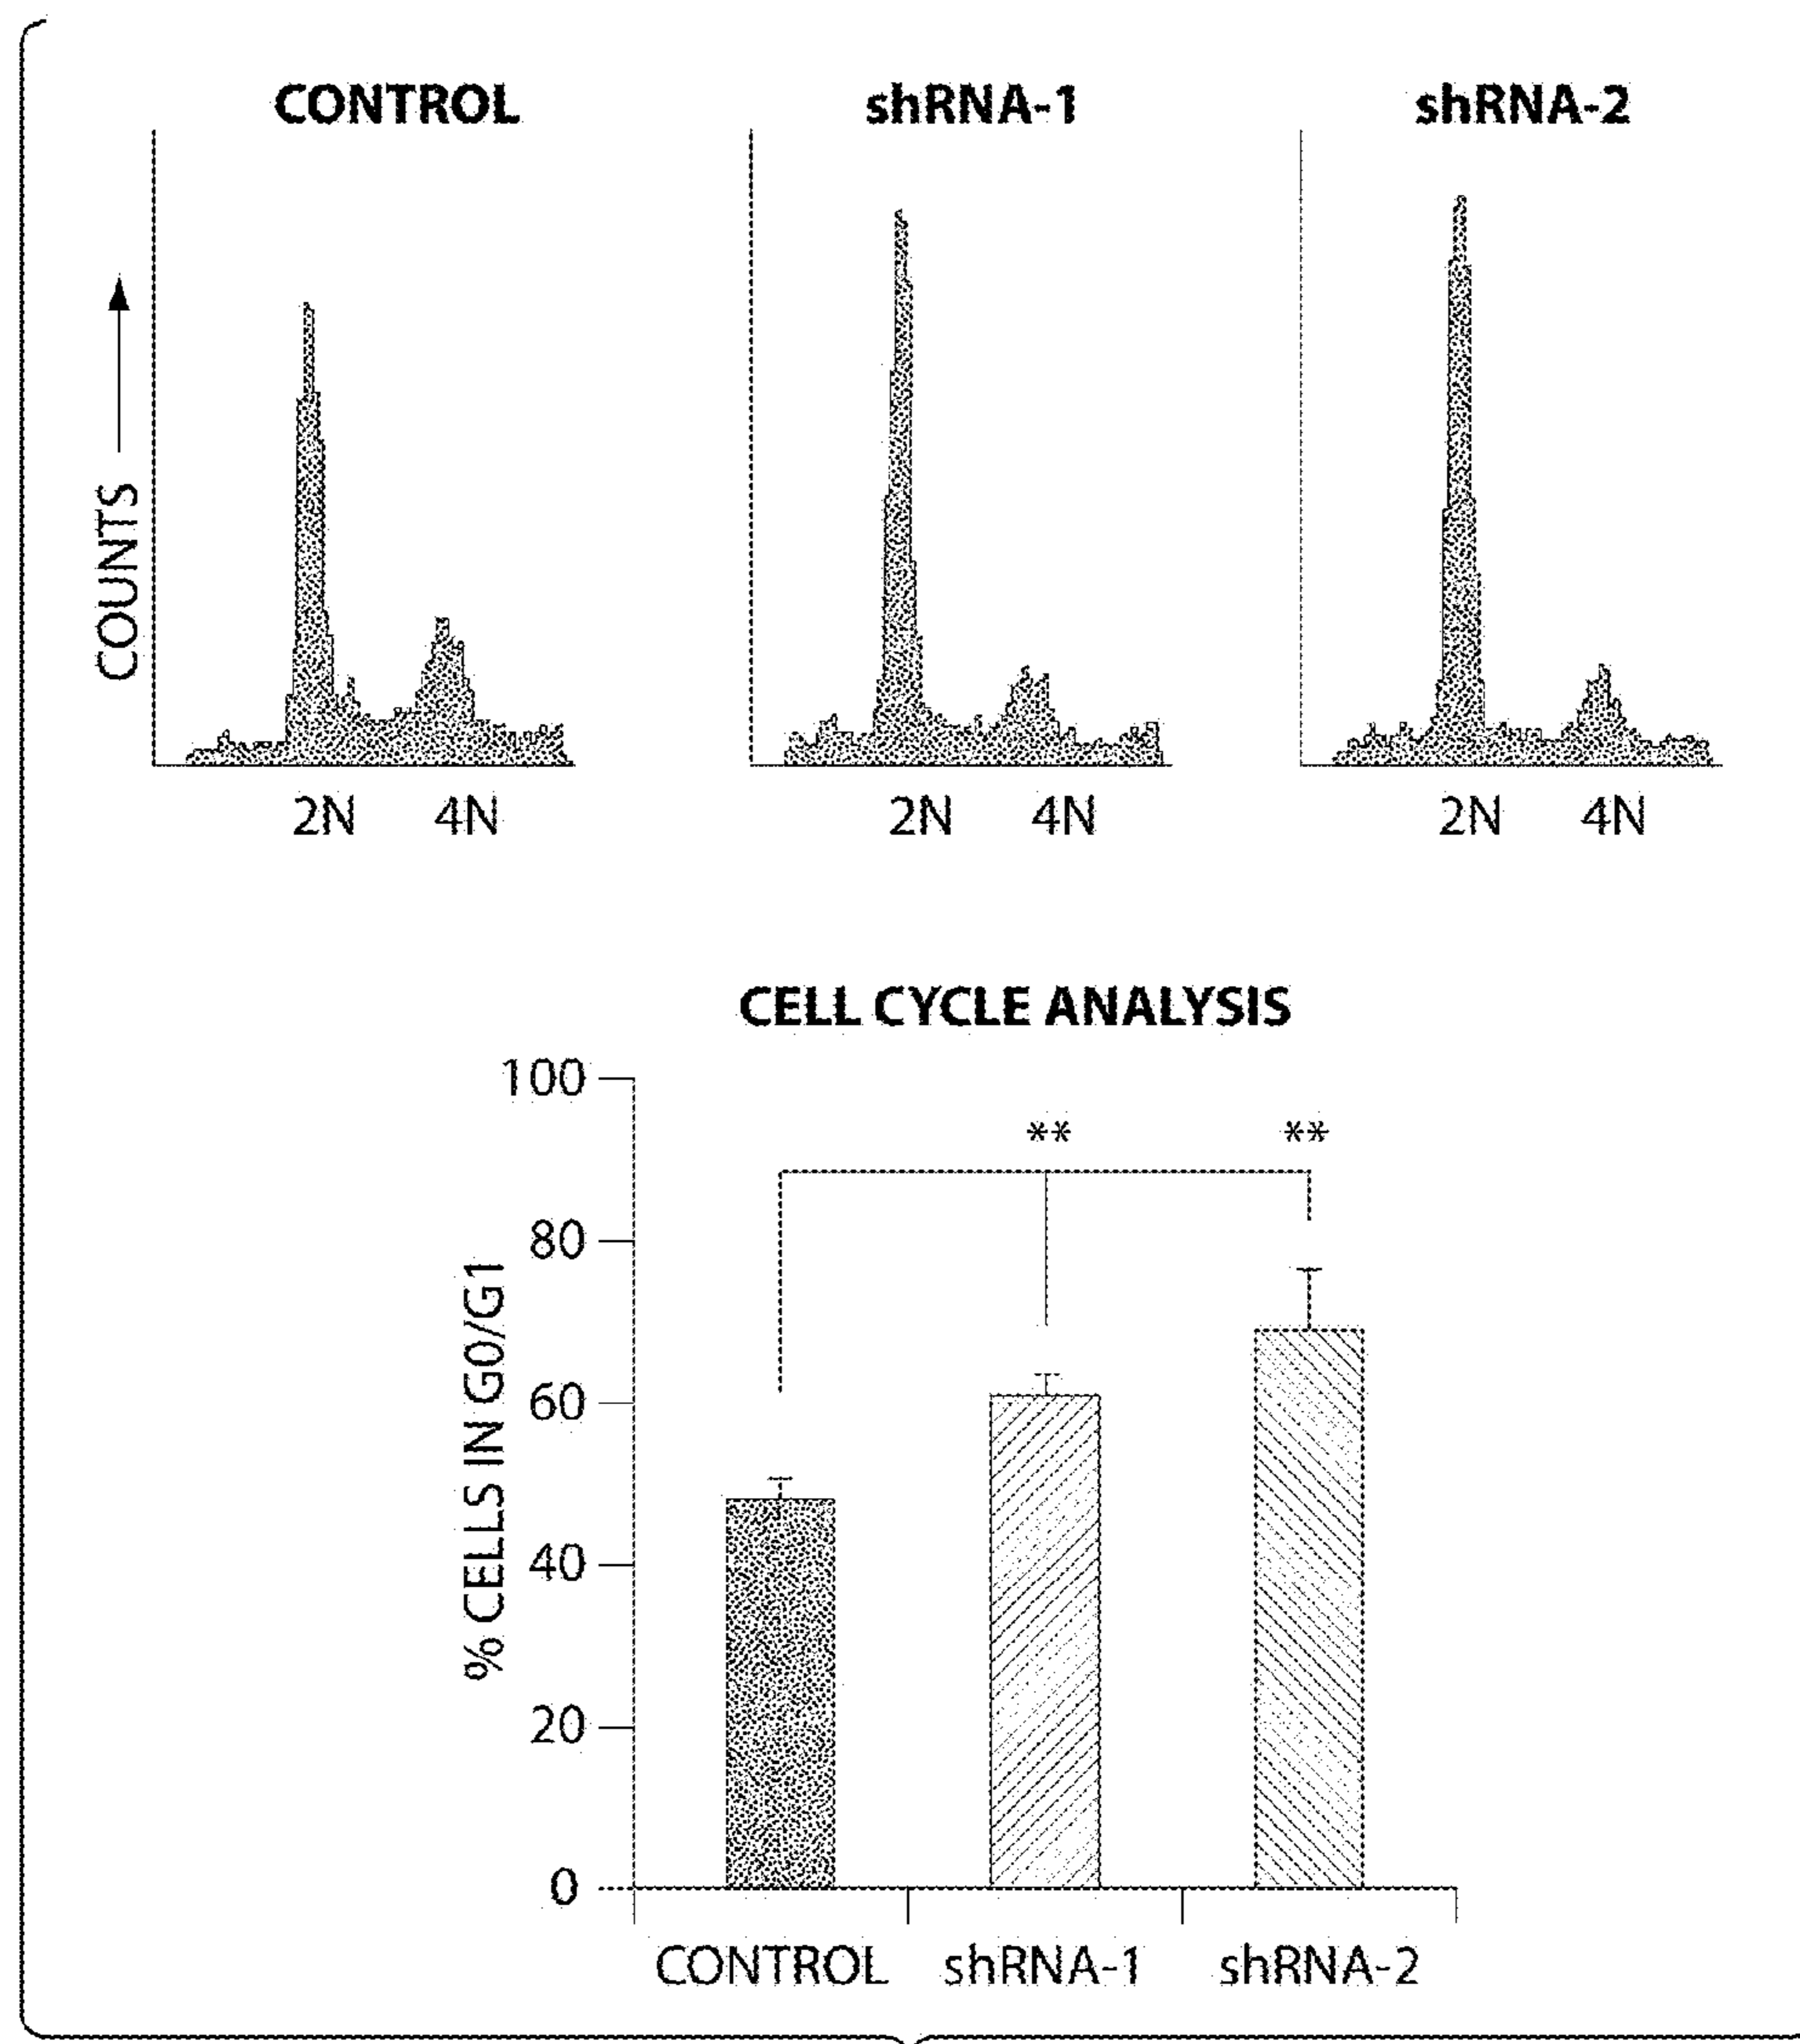 CONTROL shRNA-1 shRNA-2
COUNTS
2N 4N 2N 4N 2N 4N
CELL CYCLE ANALYSIS
% CELLS IN G0/G1
100
** **
80
60
40
20
0
CONTROL shRNA-1 shRNA-2